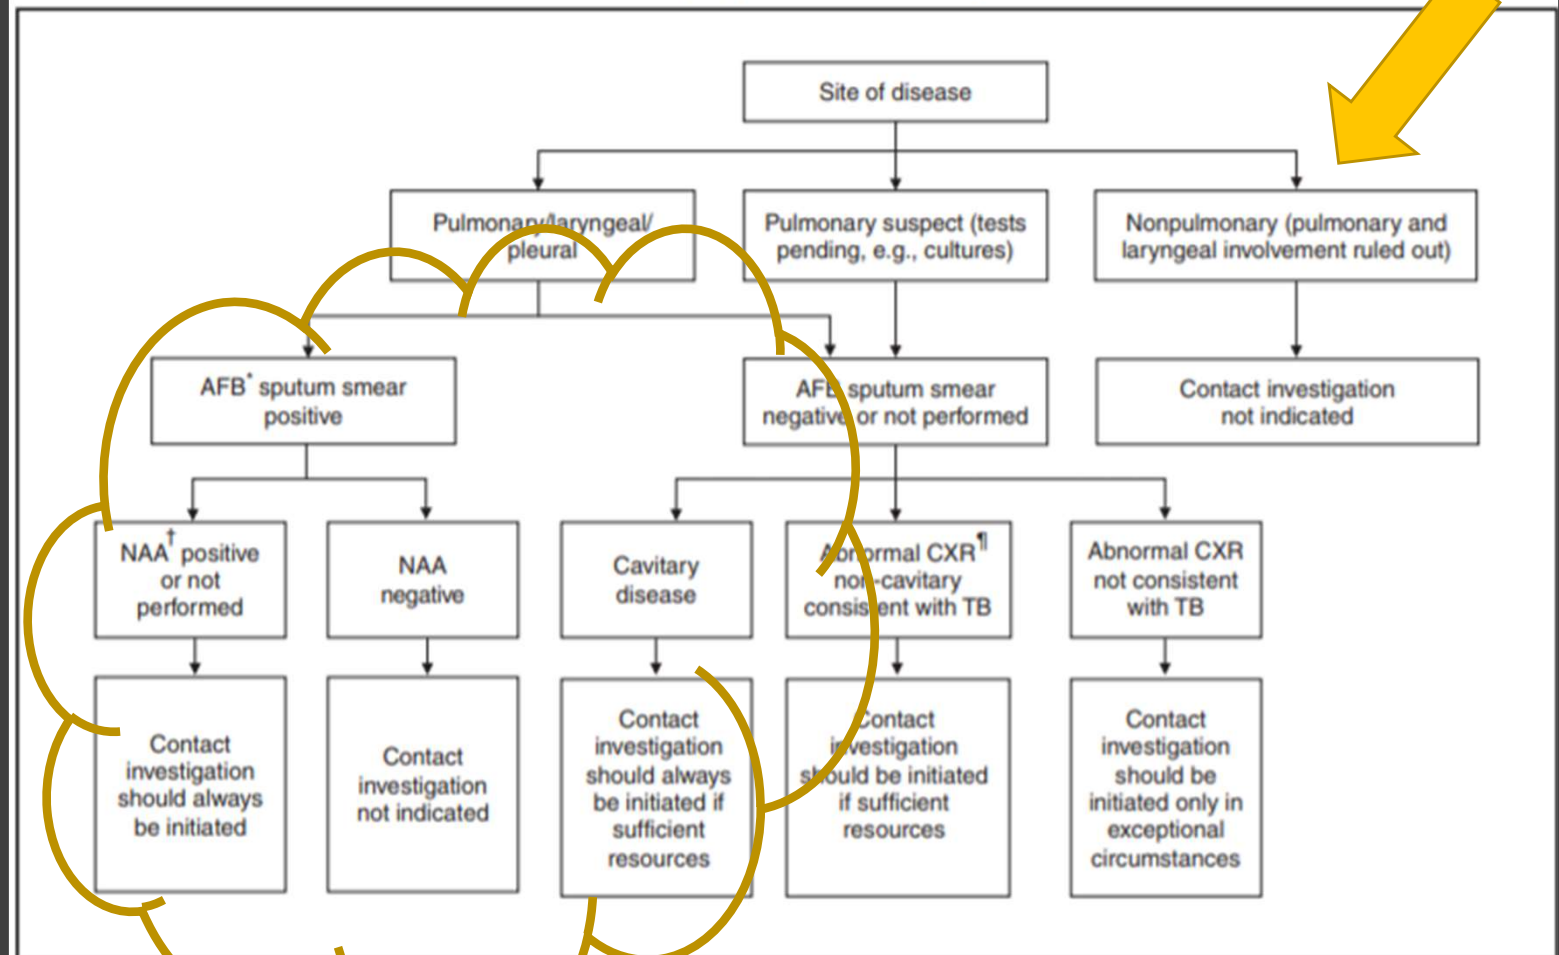 Site of disease
Pulmonary/laryngeal/
pleural
Pulmonary suspect (tests
pending, e.g., cultures)
Nonpulmonary (pulmonary and
laryngeal involvement ruled out)
AFB* sputum smear
positive
AFB sputum smear
negative or not performed
Contact investigation
not indicated
NAA† positive
or not
performed
NAA
negative
Cavitary
disease
Abnormal CXR¶
non-cavitary
consistent with TB
Abnormal CXR
not consistent
with TB
Contact
investigation
should always
be initiated
Contact
investigation
not indicated
Contact
investigation
should always
be initiated if
sufficient
resources
Contact
investigation
should be initiated
if sufficient
resources
Contact
investigation
should be
initiated only in
exceptional
circumstances